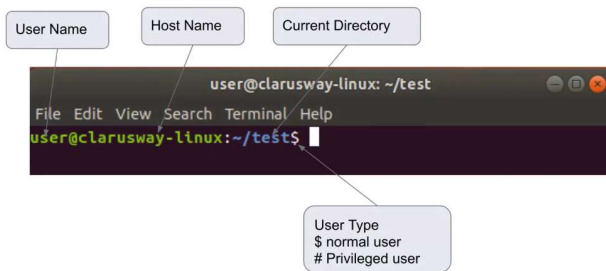 User Name
Host Name
Current Directory
user@clarusway-linux: ~/test
File Edit View Search Terminal Help
user@clarusway-linux:~/test$
User Type
$ normal user
# Privileged user